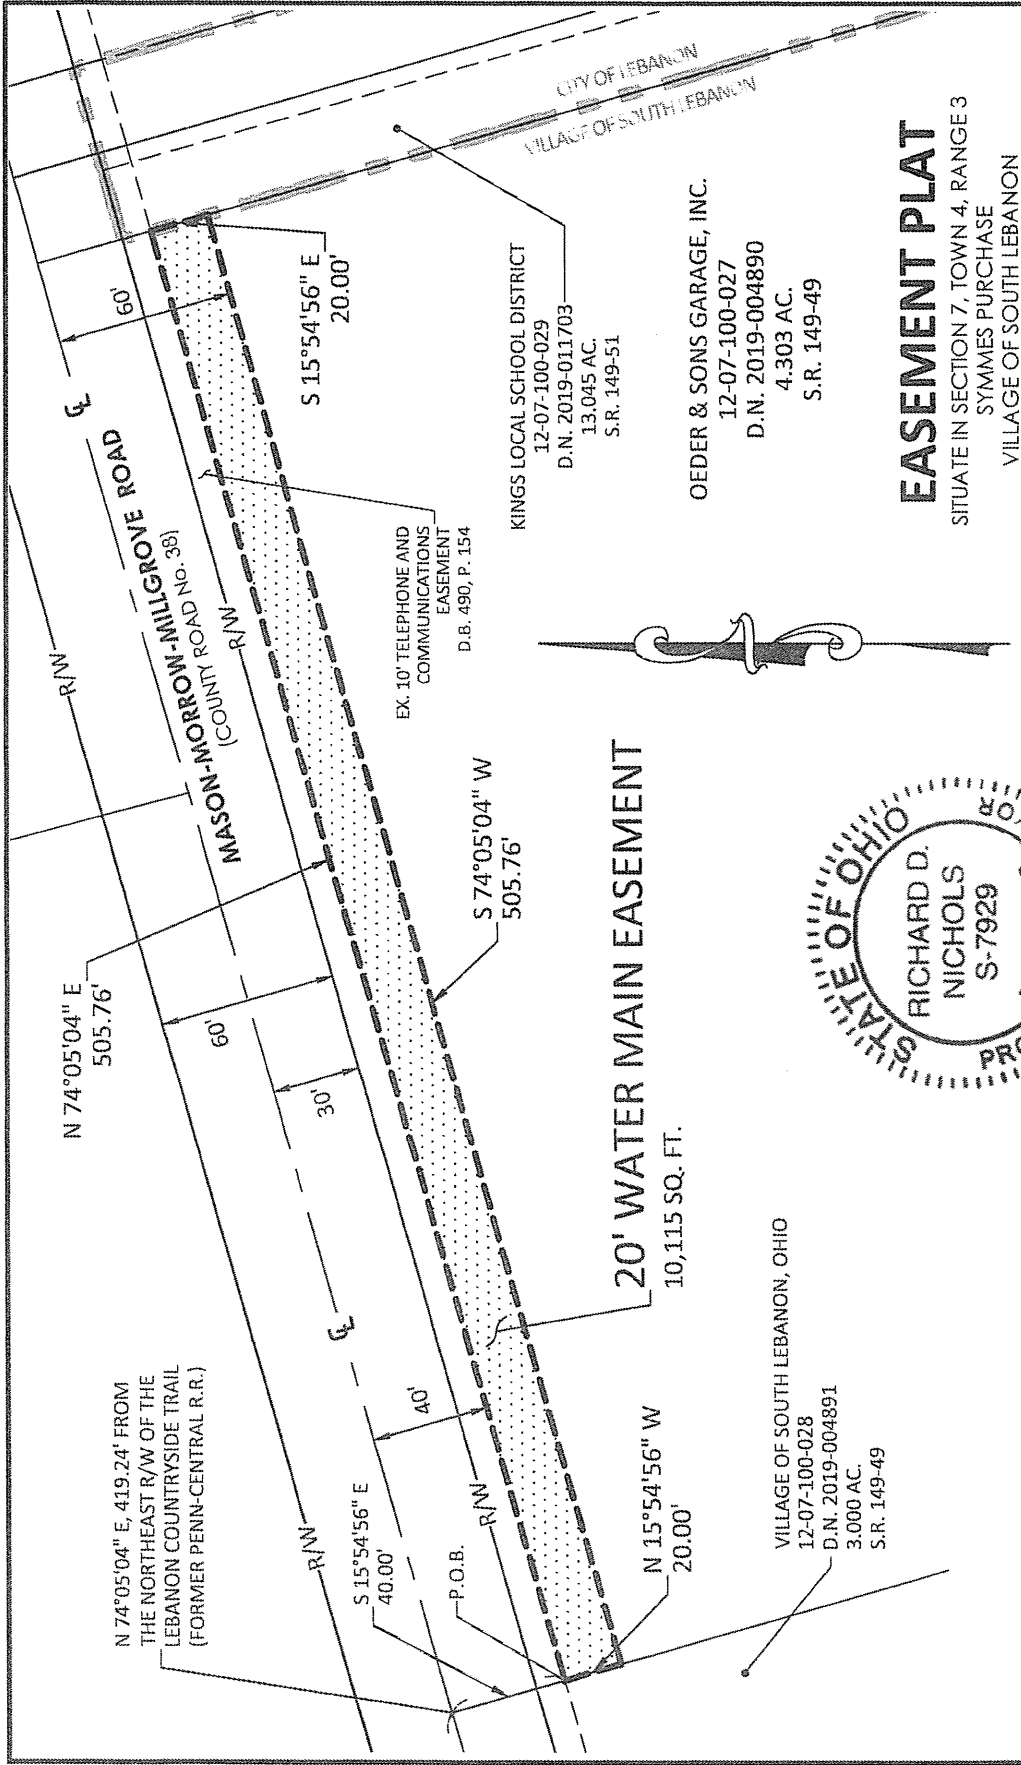 N 74°05'04" E, 419.24' FROM
THE NORTHEAST R/W OF THE
LEBANON COUNTRYSIDE TRAIL
(FORMER PENN-CENTRAL R.R.)
S 15°54'56" E
40.00'
P.O.B.
R/W
R/W
40'
℄
30'
60'
N 74°05'04" E
505.76'
R/W
MASON-MORROW-MILLGROVE ROAD
(COUNTY ROAD No. 38)
R/W
℄
60'
S 15°54'56" E
20.00'
EX. 10' TELEPHONE AND
COMMUNICATIONS
EASEMENT
D.B. 490, P. 154
S 74°05'04" W
505.76'
N 15°54'56" W
20.00'
20' WATER MAIN EASEMENT
10,115 SQ. FT.
VILLAGE OF SOUTH LEBANON, OHIO
12-07-100-028
D.N. 2019-004891
3.000 AC.
S.R. 149-49
CITY OF LEBANON
VILLAGE OF SOUTH LEBANON
KINGS LOCAL SCHOOL DISTRICT
12-07-100-029
D.N. 2019-011703
13.045 AC.
S.R. 149-51
OEDER & SONS GARAGE, INC.
12-07-100-027
D.N. 2019-004890
4.303 AC.
S.R. 149-49
STATE OF OHIO
RICHARD D.
NICHOLS
S-7929
EASEMENT PLAT
SITUATE IN SECTION 7, TOWN 4, RANGE 3
SYMMES PURCHASE
VILLAGE OF SOUTH LEBANON